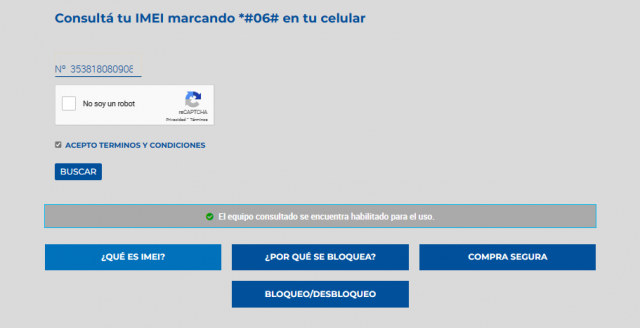 Consultá tu IMEI marcando *#06# en tu celular
Nº 353818080908
No soy un robot
reCAPTCHA
Privacidad - Términos
ACEPTO TERMINOS Y CONDICIONES
BUSCAR
El equipo consultado se encuentra habilitado para el uso.
¿QUÉ ES IMEI?
¿POR QUÉ SE BLOQUEA?
COMPRA SEGURA
BLOQUEO/DESBLOQUEO